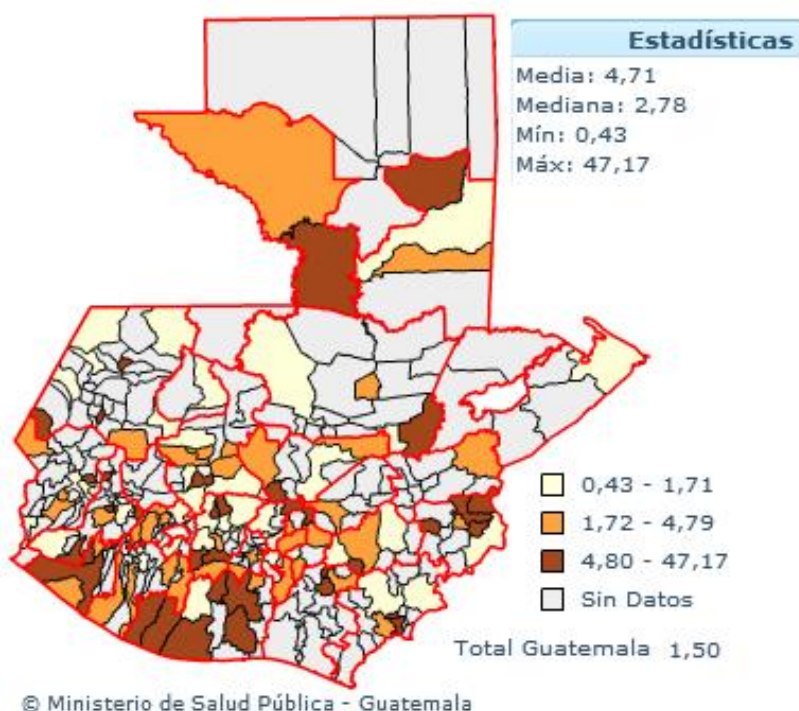 Estadísticas
Media: 4,71
Mediana: 2,78
Mín: 0,43
Máx: 47,17
0,43 - 1,71
1,72 - 4,79
4,80 - 47,17
Sin Datos
Total Guatemala 1,50
© Ministerio de Salud Pública - Guatemala